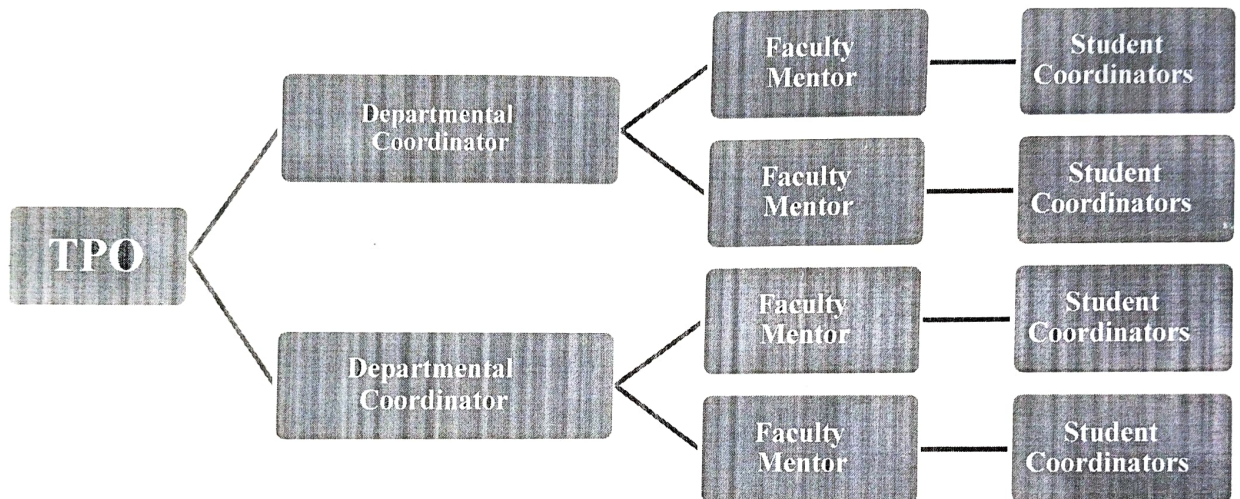 TPO
Departmental
Coordinator
Faculty
Mentor
Student
Coordinators
Faculty
Mentor
Student
Coordinators
Departmental
Coordinator
Faculty
Mentor
Student
Coordinators
Faculty
Mentor
Student
Coordinators